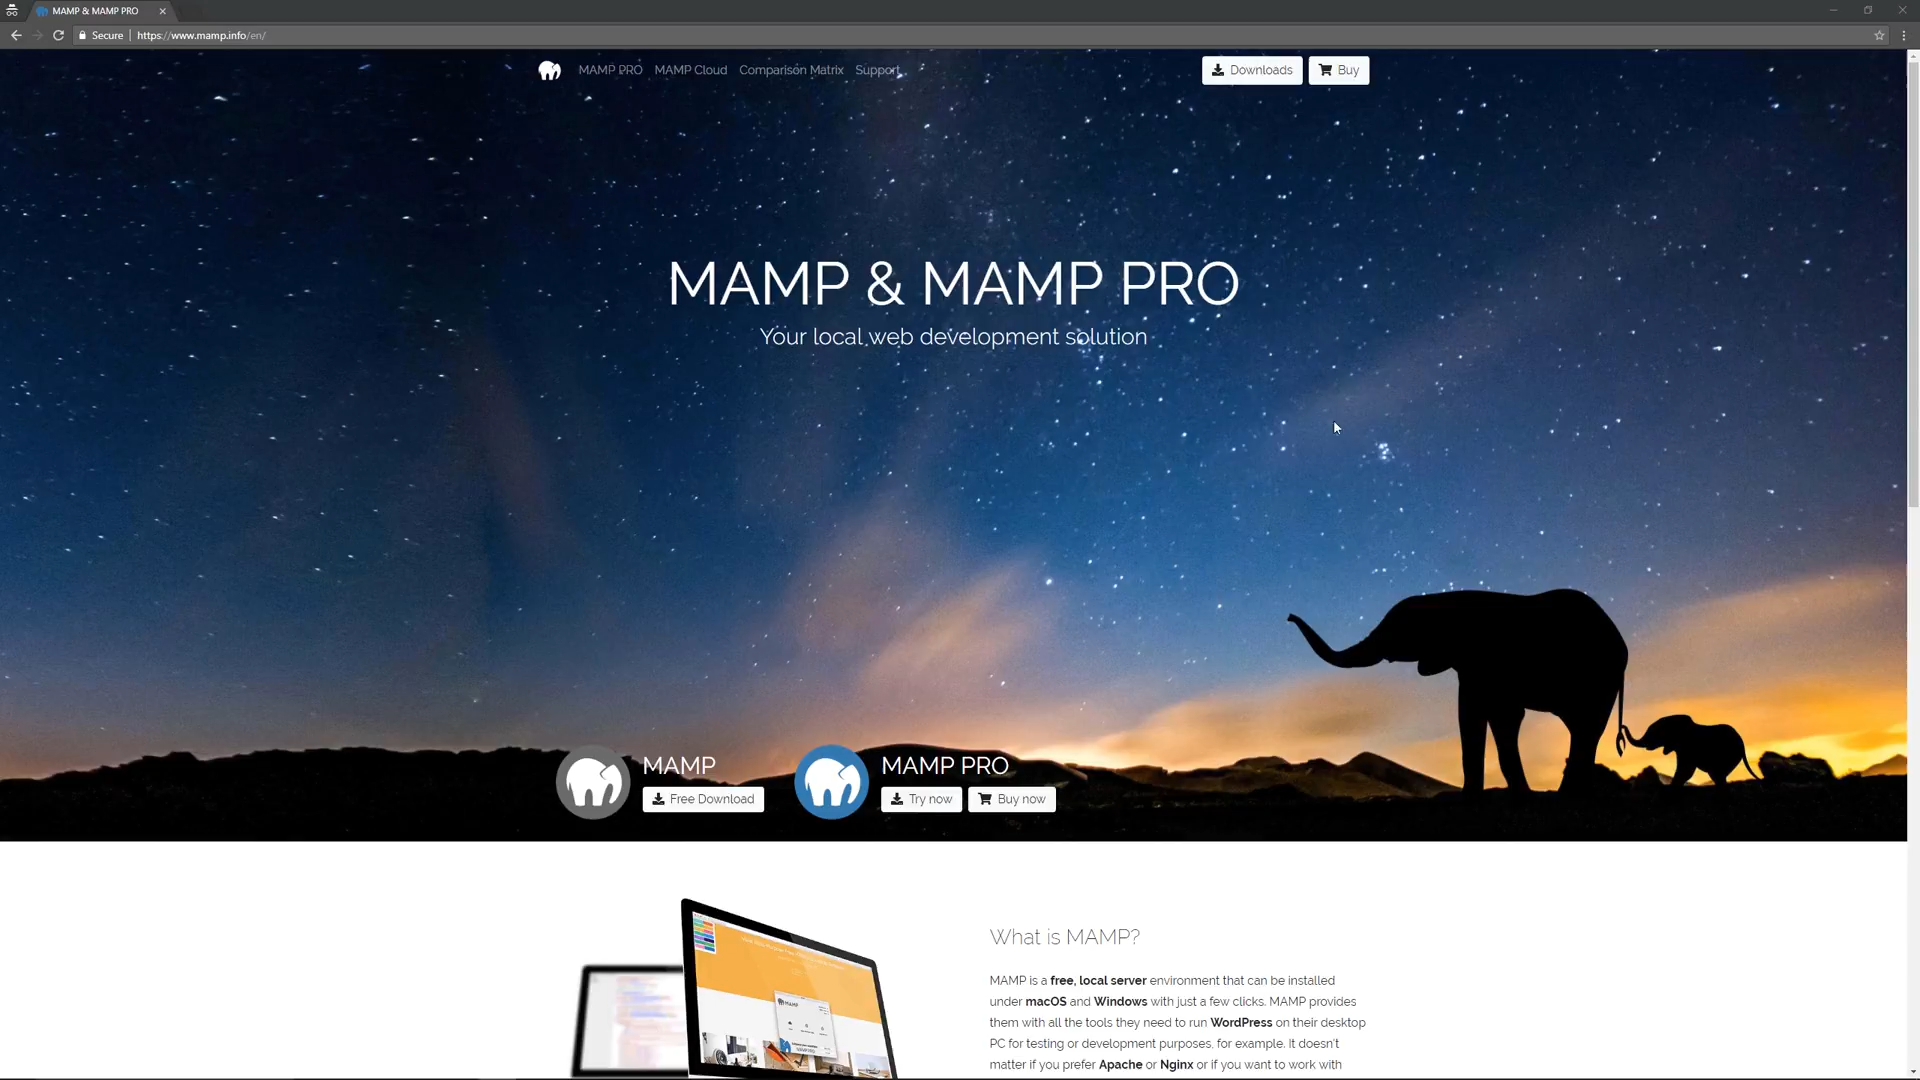 MAMP & MAMP PRO
Secure
https://www.mamp.info/en/
MAMP PRO
MAMP Cloud
Comparison Matrix
Support
Downloads
Buy
MAMP & MAMP PRO
Your local web development solution
MAMP
Free Download
MAMP PRO
Try now
Buy now
What is MAMP?
MAMP is a free, local server environment that can be installed
under macOS and Windows with just a few clicks. MAMP provides
them with all the tools they need to run WordPress on their desktop
PC for testing or development purposes, for example. It doesn't
matter if you prefer Apache or Nginx or if you want to work with